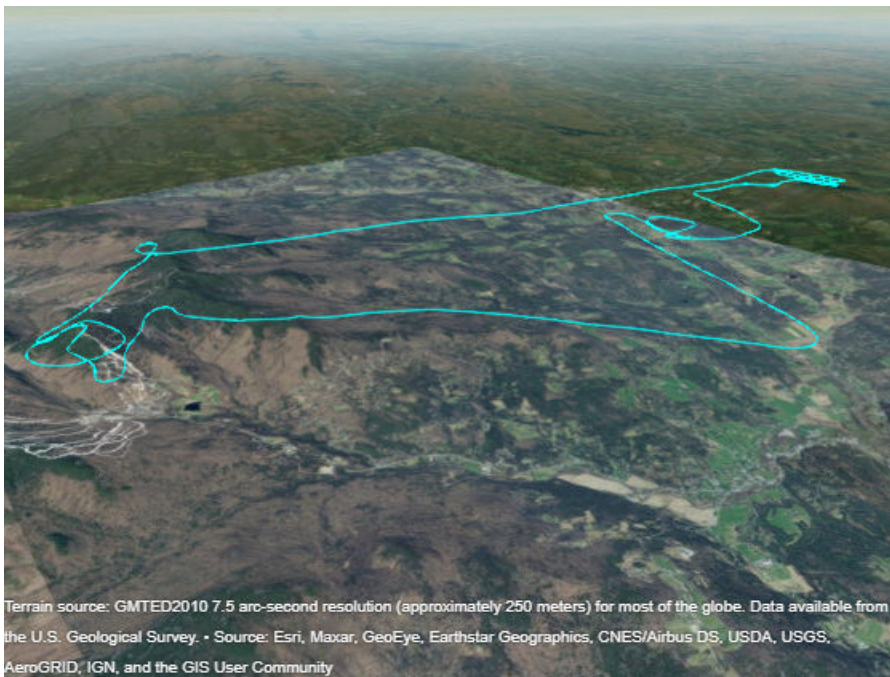 Terrain source: GMTED2010 7.5 arc-second resolution (approximately 250 meters) for most of the globe. Data available from
the U.S. Geological Survey. • Source: Esri, Maxar, GeoEye, Earthstar Geographics, CNES/Airbus DS, USDA, USGS,
AeroGRID, IGN, and the GIS User Community